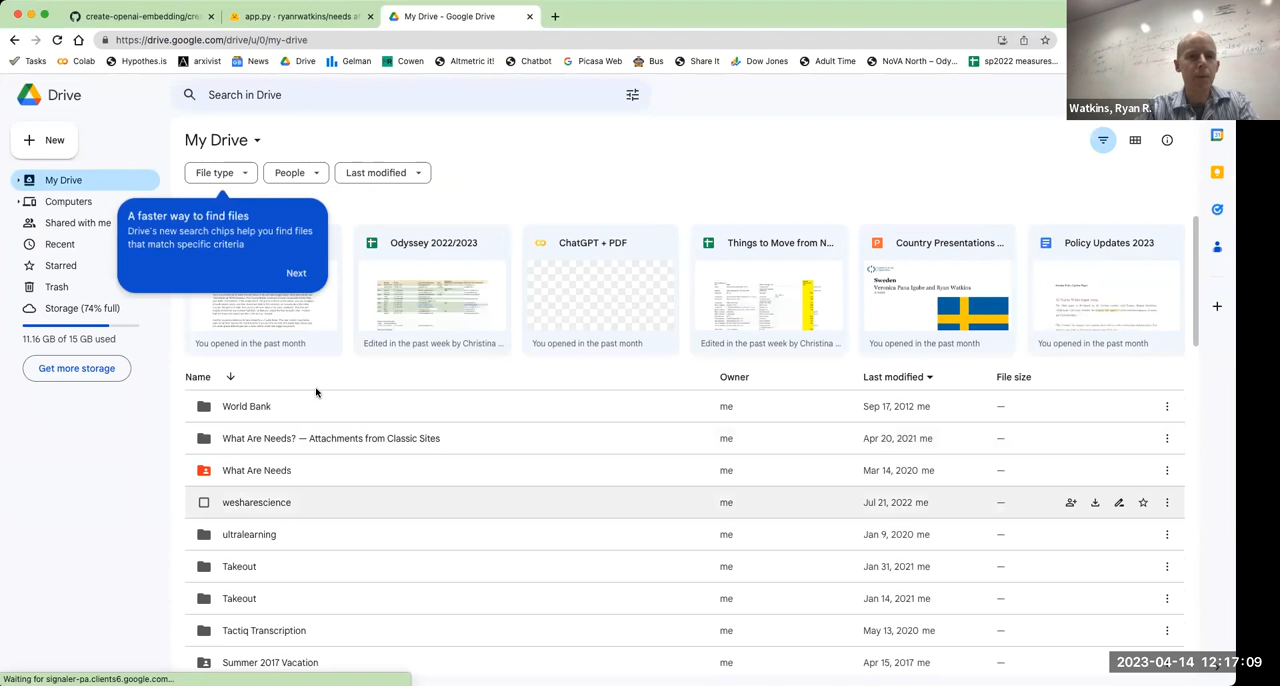 create-openai-embedding/cre
app.py · ryanrwatkins/needs a
My Drive - Google Drive
https://drive.google.com/drive/u/0/my-drive
Tasks
Colab
Hypothes.is
arxivist
News
Drive
Gelman
Cowen
Altmetric it!
Chatbot
Picasa Web
Bus
Share It
Dow Jones
Adult Time
NoVA North – Ody...
sp2022 measures...
Watkins, Ryan R.
Drive
Search in Drive
New
My Drive
Computers
Shared with me
Recent
Starred
Trash
Storage (74% full)
11.16 GB of 15 GB used
Get more storage
My Drive
File type
People
Last modified
A faster way to find files
Drive's new search chips help you find files
that match specific criteria
Next
You opened in the past month
Odyssey 2022/2023
Edited in the past week by Christina ...
ChatGPT + PDF
You opened in the past month
Things to Move from N...
Edited in the past week by Christina ...
Country Presentations ...
Sweden
Veronica Pana Igube and Ryan Watkins
You opened in the past month
Policy Updates 2023
You opened in the past month
Name
Owner
Last modified
File size
World Bank
me
Sep 17, 2012 me
—
What Are Needs? — Attachments from Classic Sites
me
Apr 20, 2021 me
—
What Are Needs
me
Mar 14, 2020 me
—
wesharescience
me
Jul 21, 2022 me
—
ultralearning
me
Jan 9, 2020 me
—
Takeout
me
Jan 31, 2021 me
—
Takeout
me
Jan 14, 2021 me
—
Tactiq Transcription
me
May 13, 2020 me
—
Summer 2017 Vacation
me
Apr 15, 2017 me
2023-04-14 12:17:09
Waiting for signaler-pa.clients6.google.com...